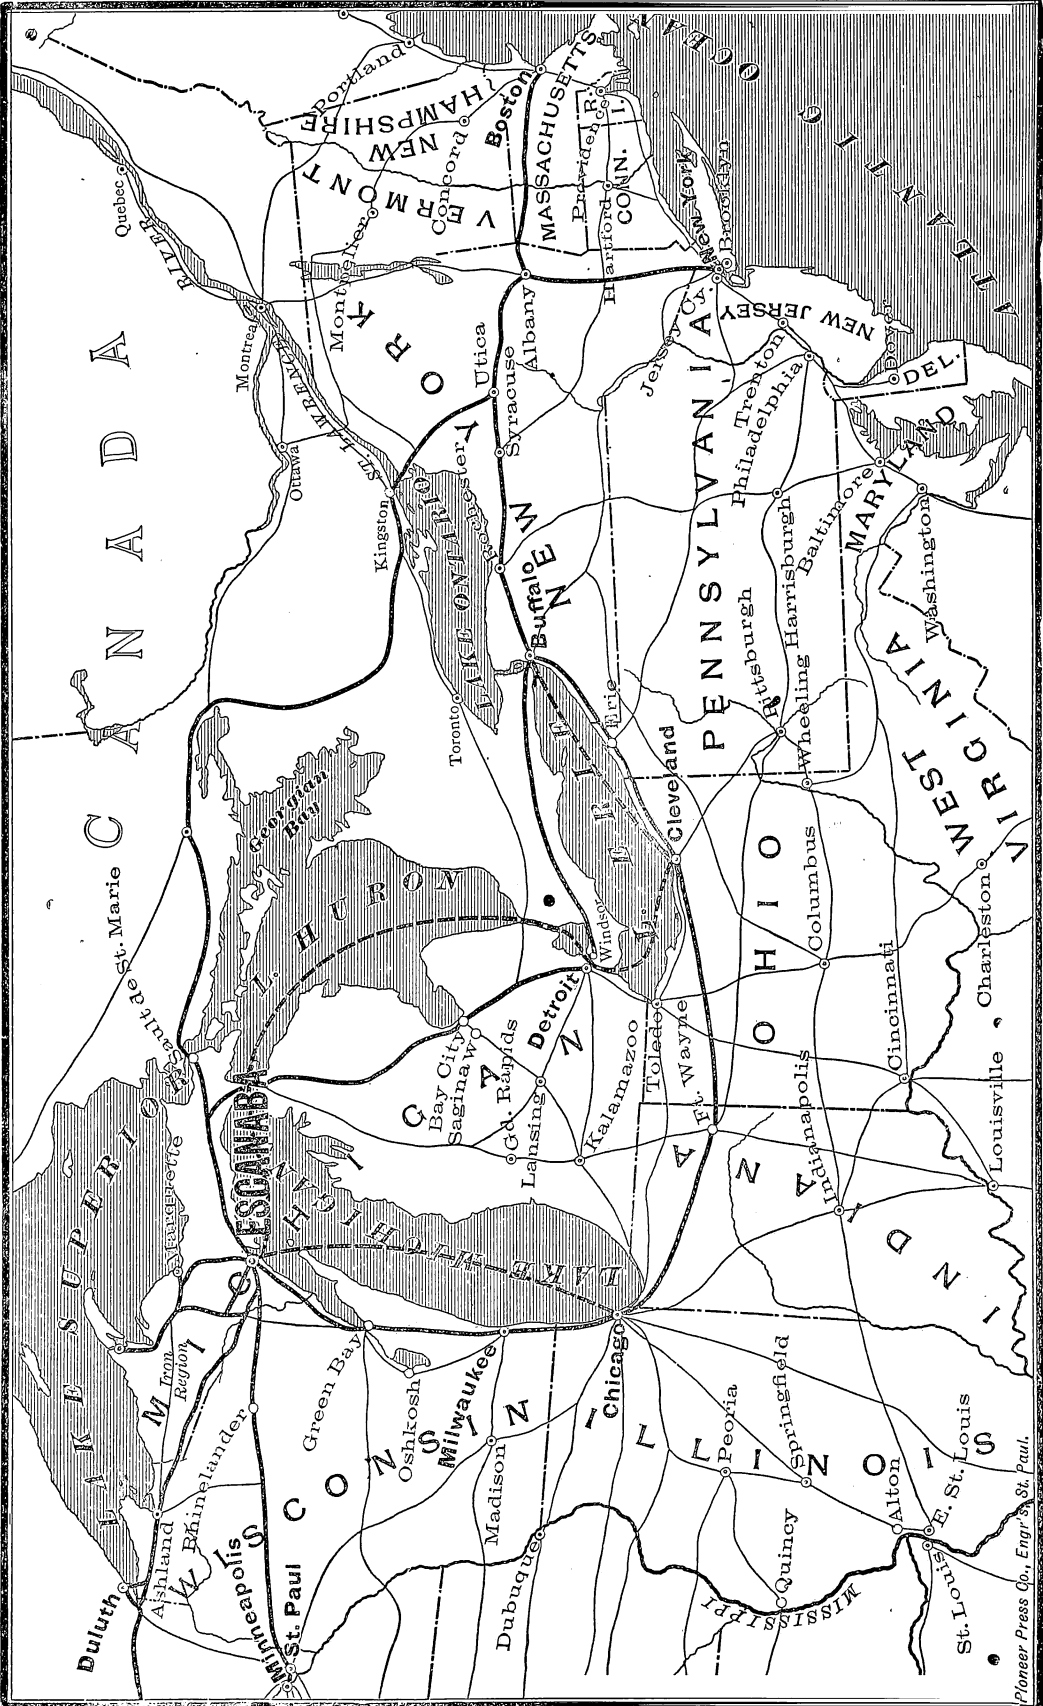 CANADA
Quebec
RIVER
ST. LAWRENCE
Montreal
Ottawa
Kingston
Toronto
Portland
NEW HAMPSHIRE
VERMONT
Concord
Montpelier
Boston
MASSACHUSETTS
Providence
R. I.
CONN.
Hartford
New York
Brooklyn
Jersey Cy.
ATLANTIC
OCEAN
NEW YORK
Albany
Utica
Syracuse
Rochester
Buffalo
LAKE ONTARIO
NEW JERSEY
Trenton
Philadelphia
Dover
DEL.
MARYLAND
Baltimore
Washington
PENNSYLVANIA
Harrisburgh
Pittsburgh
Wheeling
Erie
L. ERIE
WEST VIRGINIA
Charleston
OHIO
Cleveland
Columbus
Cincinnati
Toledo
Georgian Bay
L. HURON
Windsor
Detroit
Bay City
Saginaw
Gd. Rapids
Lansing
Kalamazoo
Sault de St. Marie
LAKE SUPERIOR
Marquette
ESCANABA
MICHIGAN
Iron Region
LAKE MICHIGAN
Ft. Wayne
Indianapolis
INDIANA
Louisville
Duluth
Ashland
Rhinelander
Minneapolis
St. Paul
WISCONSIN
Green Bay
Oshkosh
Milwaukee
Madison
Dubuque
Chicago
ILLINOIS
Peoria
Springfield
Quincy
Alton
E. St. Louis
St. Louis
MISSISSIPPI
MISSISSIPPI
Pioneer Press Co., Engr's, St. Paul.